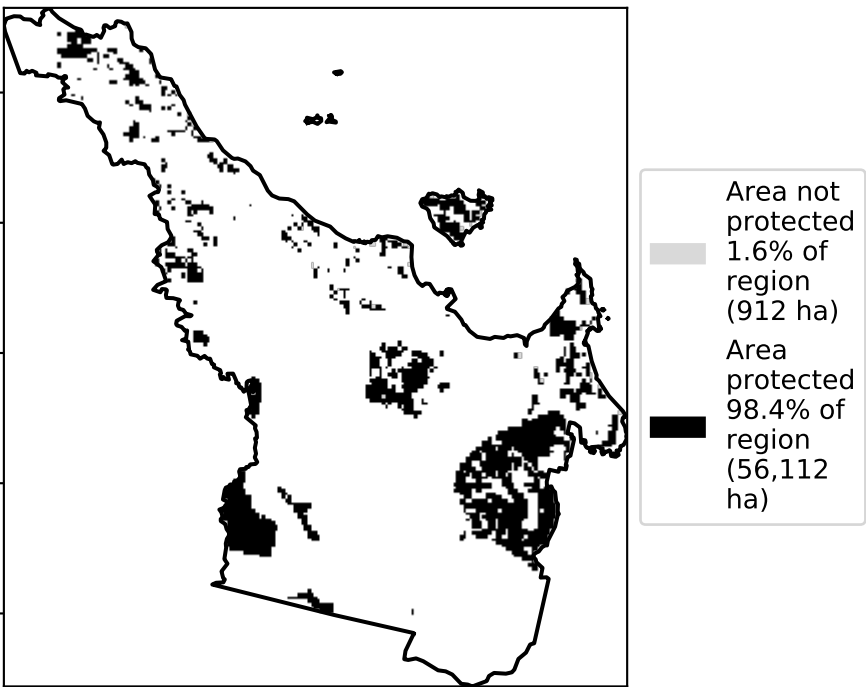 Area not
protected
1.6% of
region
(912 ha)
Area
protected
98.4% of
region
(56,112
ha)